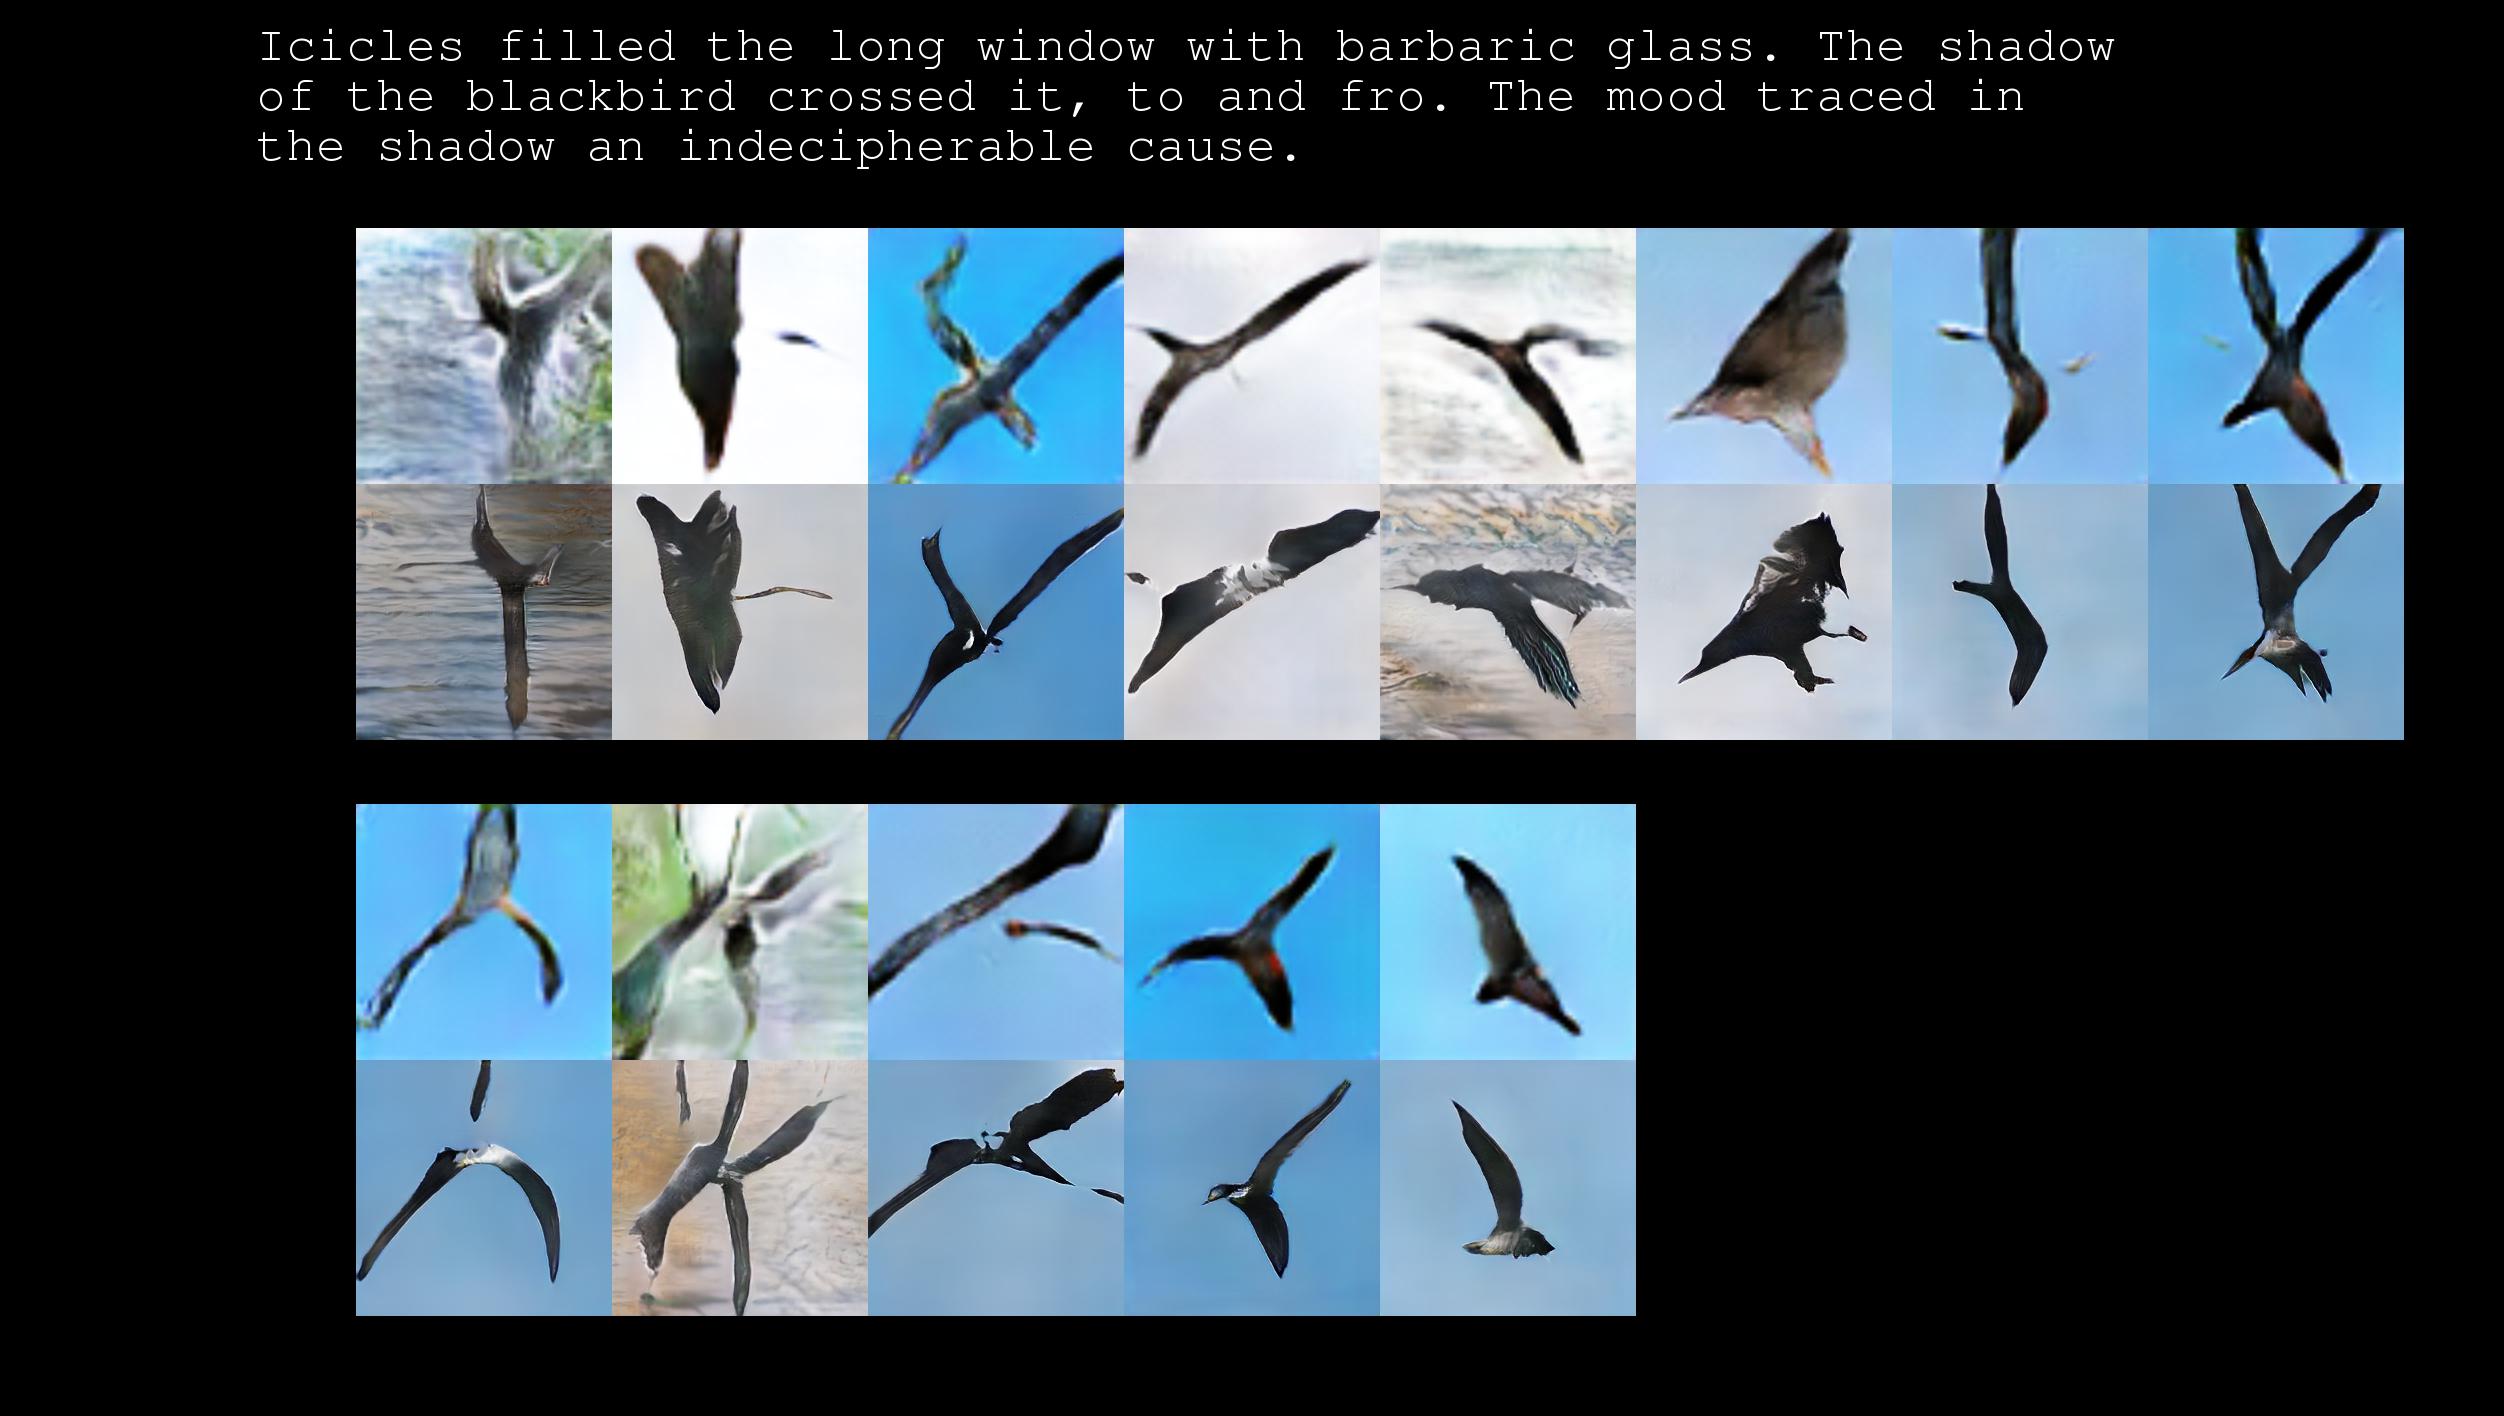 Icicles filled the long window with barbaric glass. The shadow
of the blackbird crossed it, to and fro. The mood traced in
the shadow an indecipherable cause.